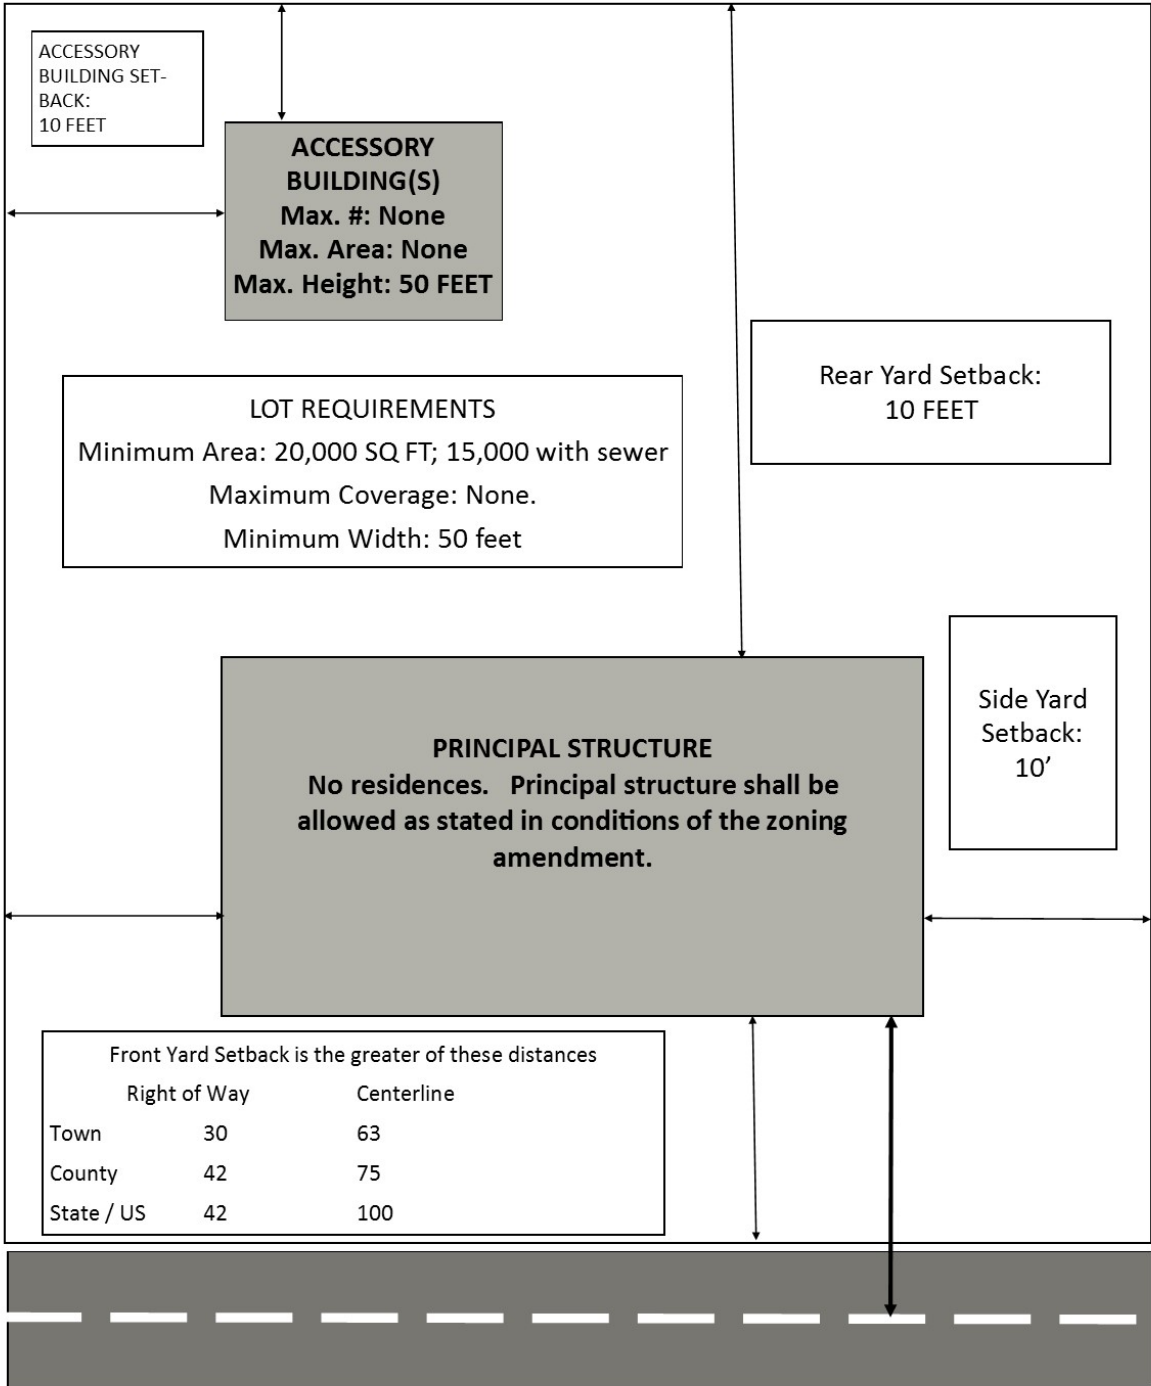 ACCESSORY
BUILDING SET-
BACK:
10 FEET
ACCESSORY
BUILDING(S)
Max. #: None
Max. Area: None
Max. Height: 50 FEET
Rear Yard Setback:
10 FEET
LOT REQUIREMENTS
Minimum Area: 20,000 SQ FT; 15,000 with sewer
Maximum Coverage: None.
Minimum Width: 50 feet
Side Yard
Setback:
10’
PRINCIPAL STRUCTURE
No residences. Principal structure shall be
allowed as stated in conditions of the zoning
amendment.
Front Yard Setback is the greater of these distances
Right of Way Centerline
Town 30 63
County 42 75
State / US 42 100